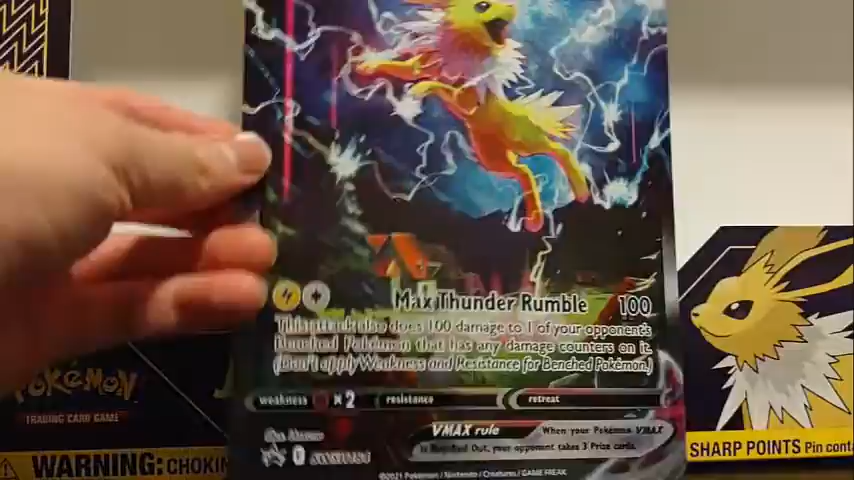 Max Thunder Rumble 100
This attack also does 100 damage to 1 of your opponent's
Benched Pokémon that has any damage counters on it.
(Don't apply Weakness and Resistance for Benched Pokémon.)
weakness ×2 resistance retreat
VMAX rule When your Pokémon VMAX
is Knocked Out, your opponent takes 3 Prize cards.
©2021 Pokémon / Nintendo / Creatures / GAME FREAK
POKÉMON
TRADING CARD GAME
WARNING: CHOKIN
SHARP POINTS Pin cont